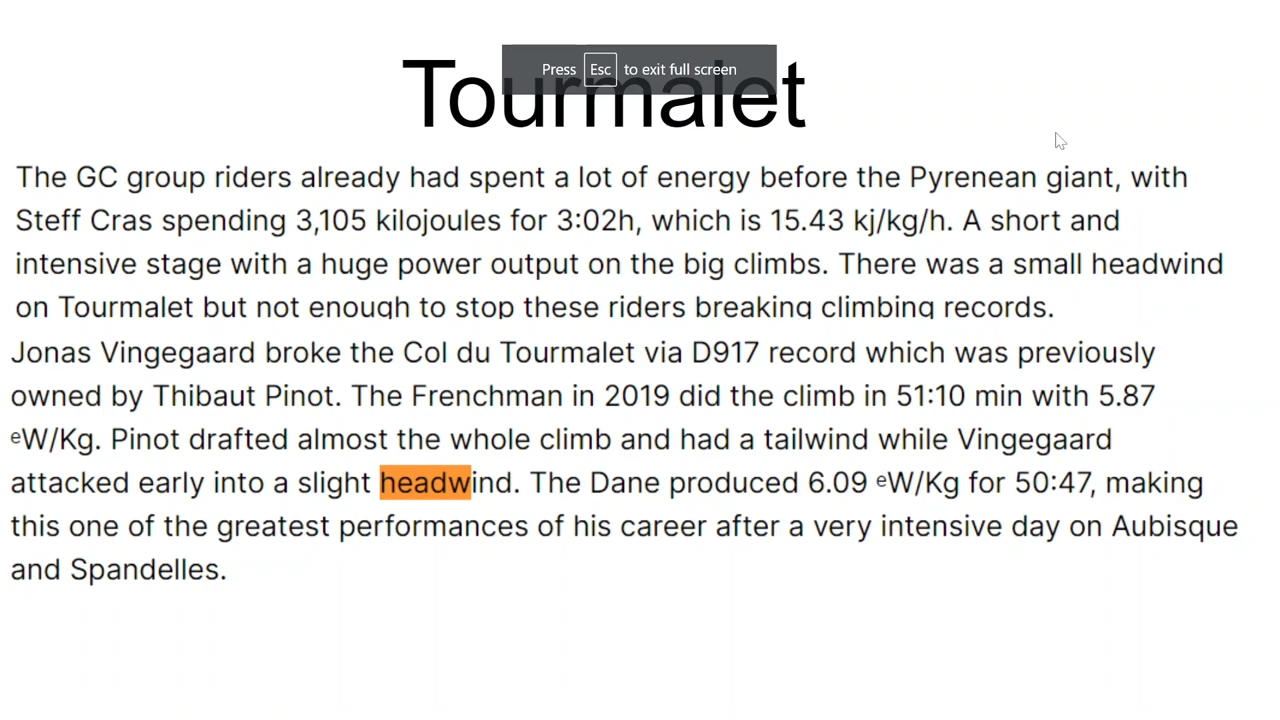 Press Esc to exit full screen
Tourmalet
The GC group riders already had spent a lot of energy before the Pyrenean giant, with
Steff Cras spending 3,105 kilojoules for 3:02h, which is 15.43 kj/kg/h. A short and
intensive stage with a huge power output on the big climbs. There was a small headwind
on Tourmalet but not enough to stop these riders breaking climbing records.
Jonas Vingegaard broke the Col du Tourmalet via D917 record which was previously
owned by Thibaut Pinot. The Frenchman in 2019 did the climb in 51:10 min with 5.87
ᵉW/Kg. Pinot drafted almost the whole climb and had a tailwind while Vingegaard
attacked early into a slight headwind. The Dane produced 6.09 ᵉW/Kg for 50:47, making
this one of the greatest performances of his career after a very intensive day on Aubisque
and Spandelles.